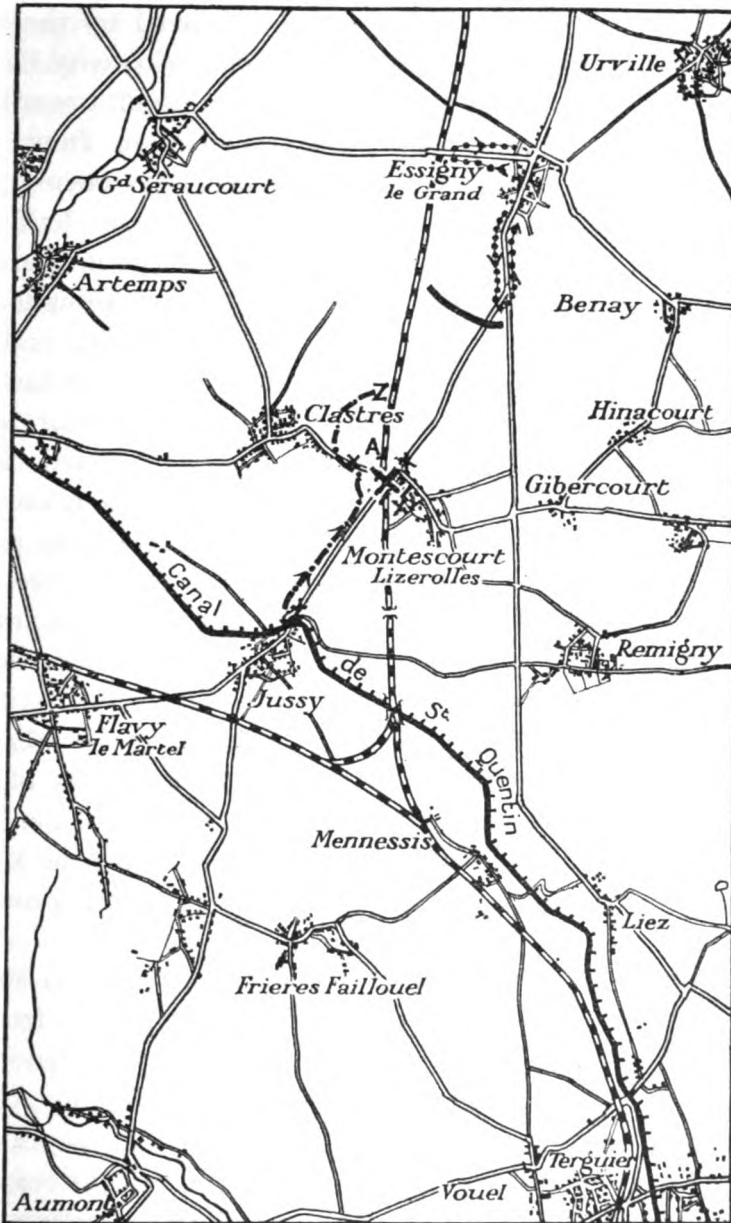 Urville
Essigny
le Grand
Gd Seraucourt
Artemps
Benay
Z
Clastres
Hinacourt
A
Gibercourt
Montescourt
Lizerolles
Canal
de
St
Quentin
Remigny
Jussy
Flavy
le Martel
Mennessis
Liez
Frieres Faillouel
Terguier
Vouel
Aumont